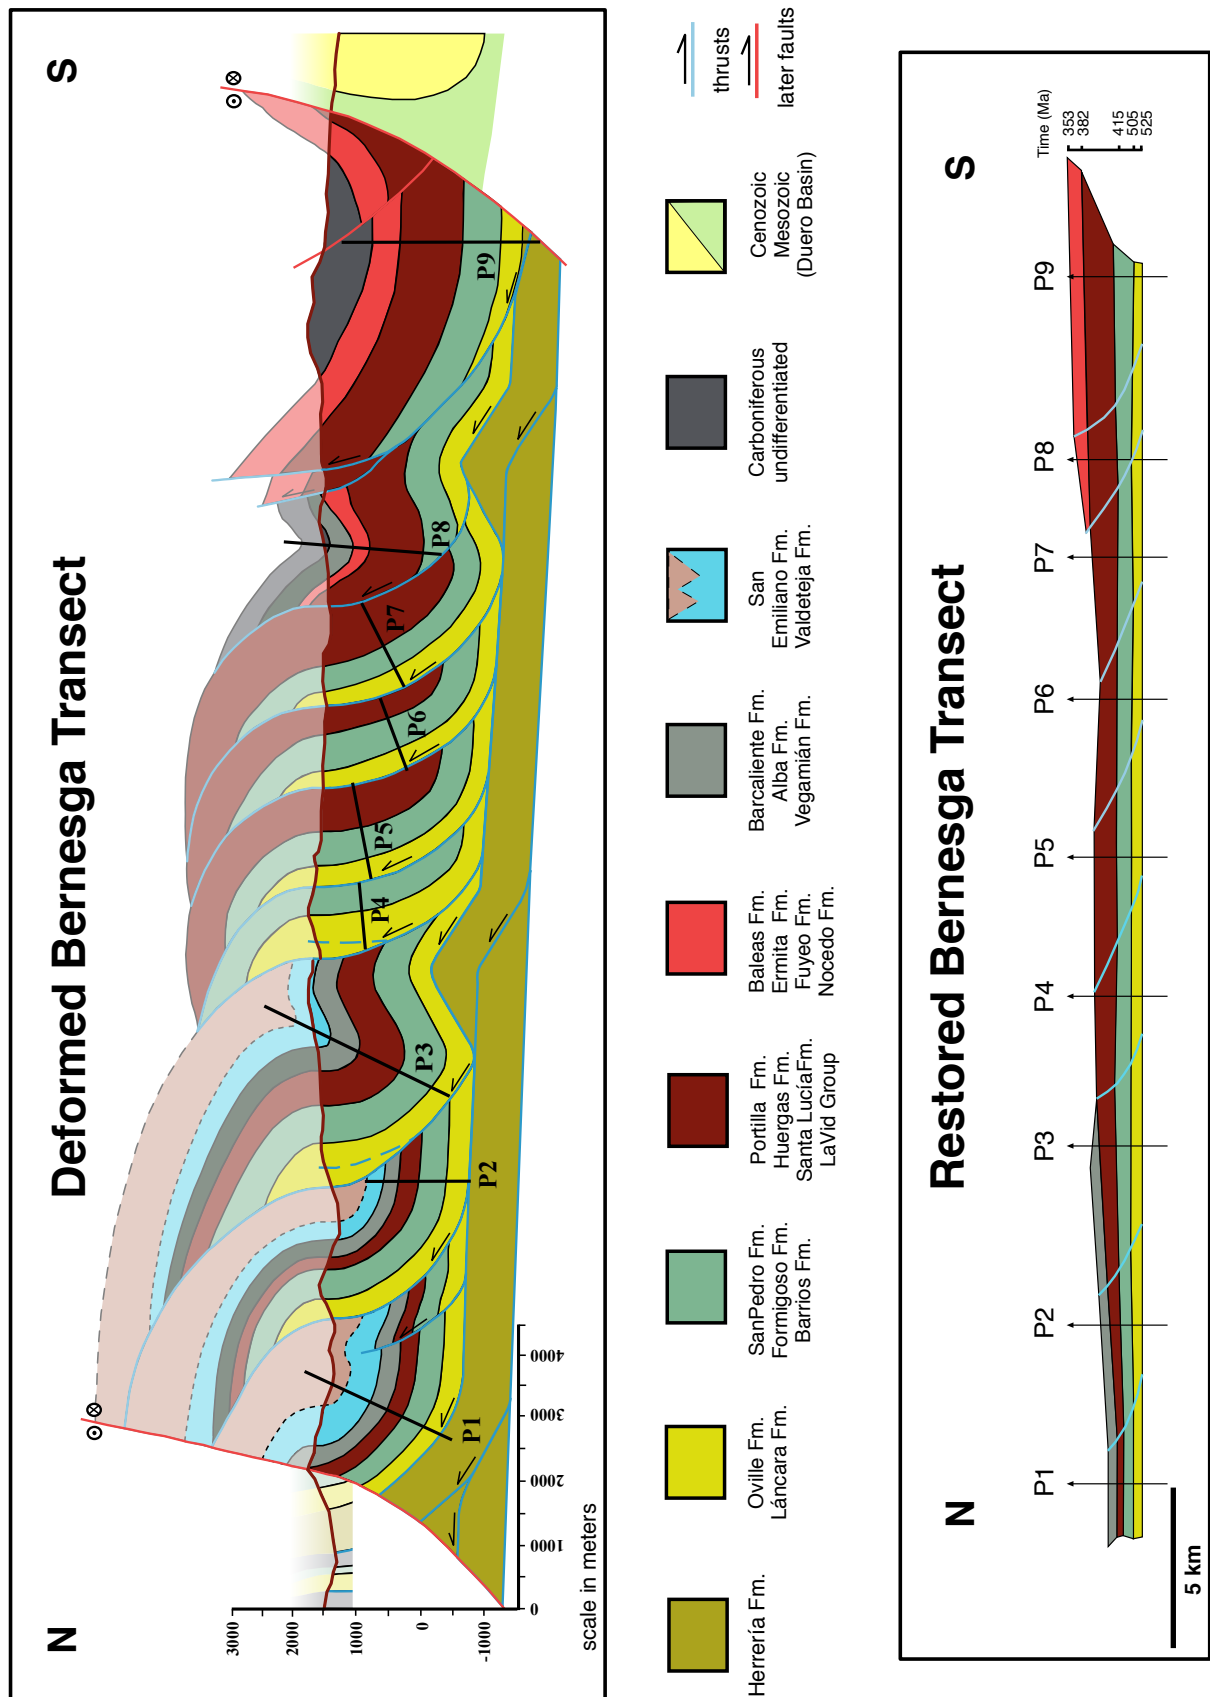 Deformed Bernesga Transect
N
S
3000
2000
1000
0
-1000
0
1000
2000
3000
4000
scale in meters
P1
P2
P3
P4
P5
P6
P7
P8
P9
Herrería Fm.
Oville Fm.
Láncara Fm.
SanPedro Fm.
Formigoso Fm.
Barrios Fm.
Portilla Fm.
Huergas Fm.
Santa LucíaFm.
LaVid Group
Baleas Fm.
Ermita Fm.
Fuyeo Fm.
Nocedo Fm.
Barcaliente Fm.
Alba Fm.
Vegamián Fm.
San
Emiliano Fm.
Valdeteja Fm.
Carboniferous
undifferentiated
Cenozoic
Mesozoic
(Duero Basin)
thrusts
later faults
Restored Bernesga Transect
N
S
P1
P2
P3
P4
P5
P6
P7
P8
P9
Time (Ma)
353
382
415
505
525
5 km